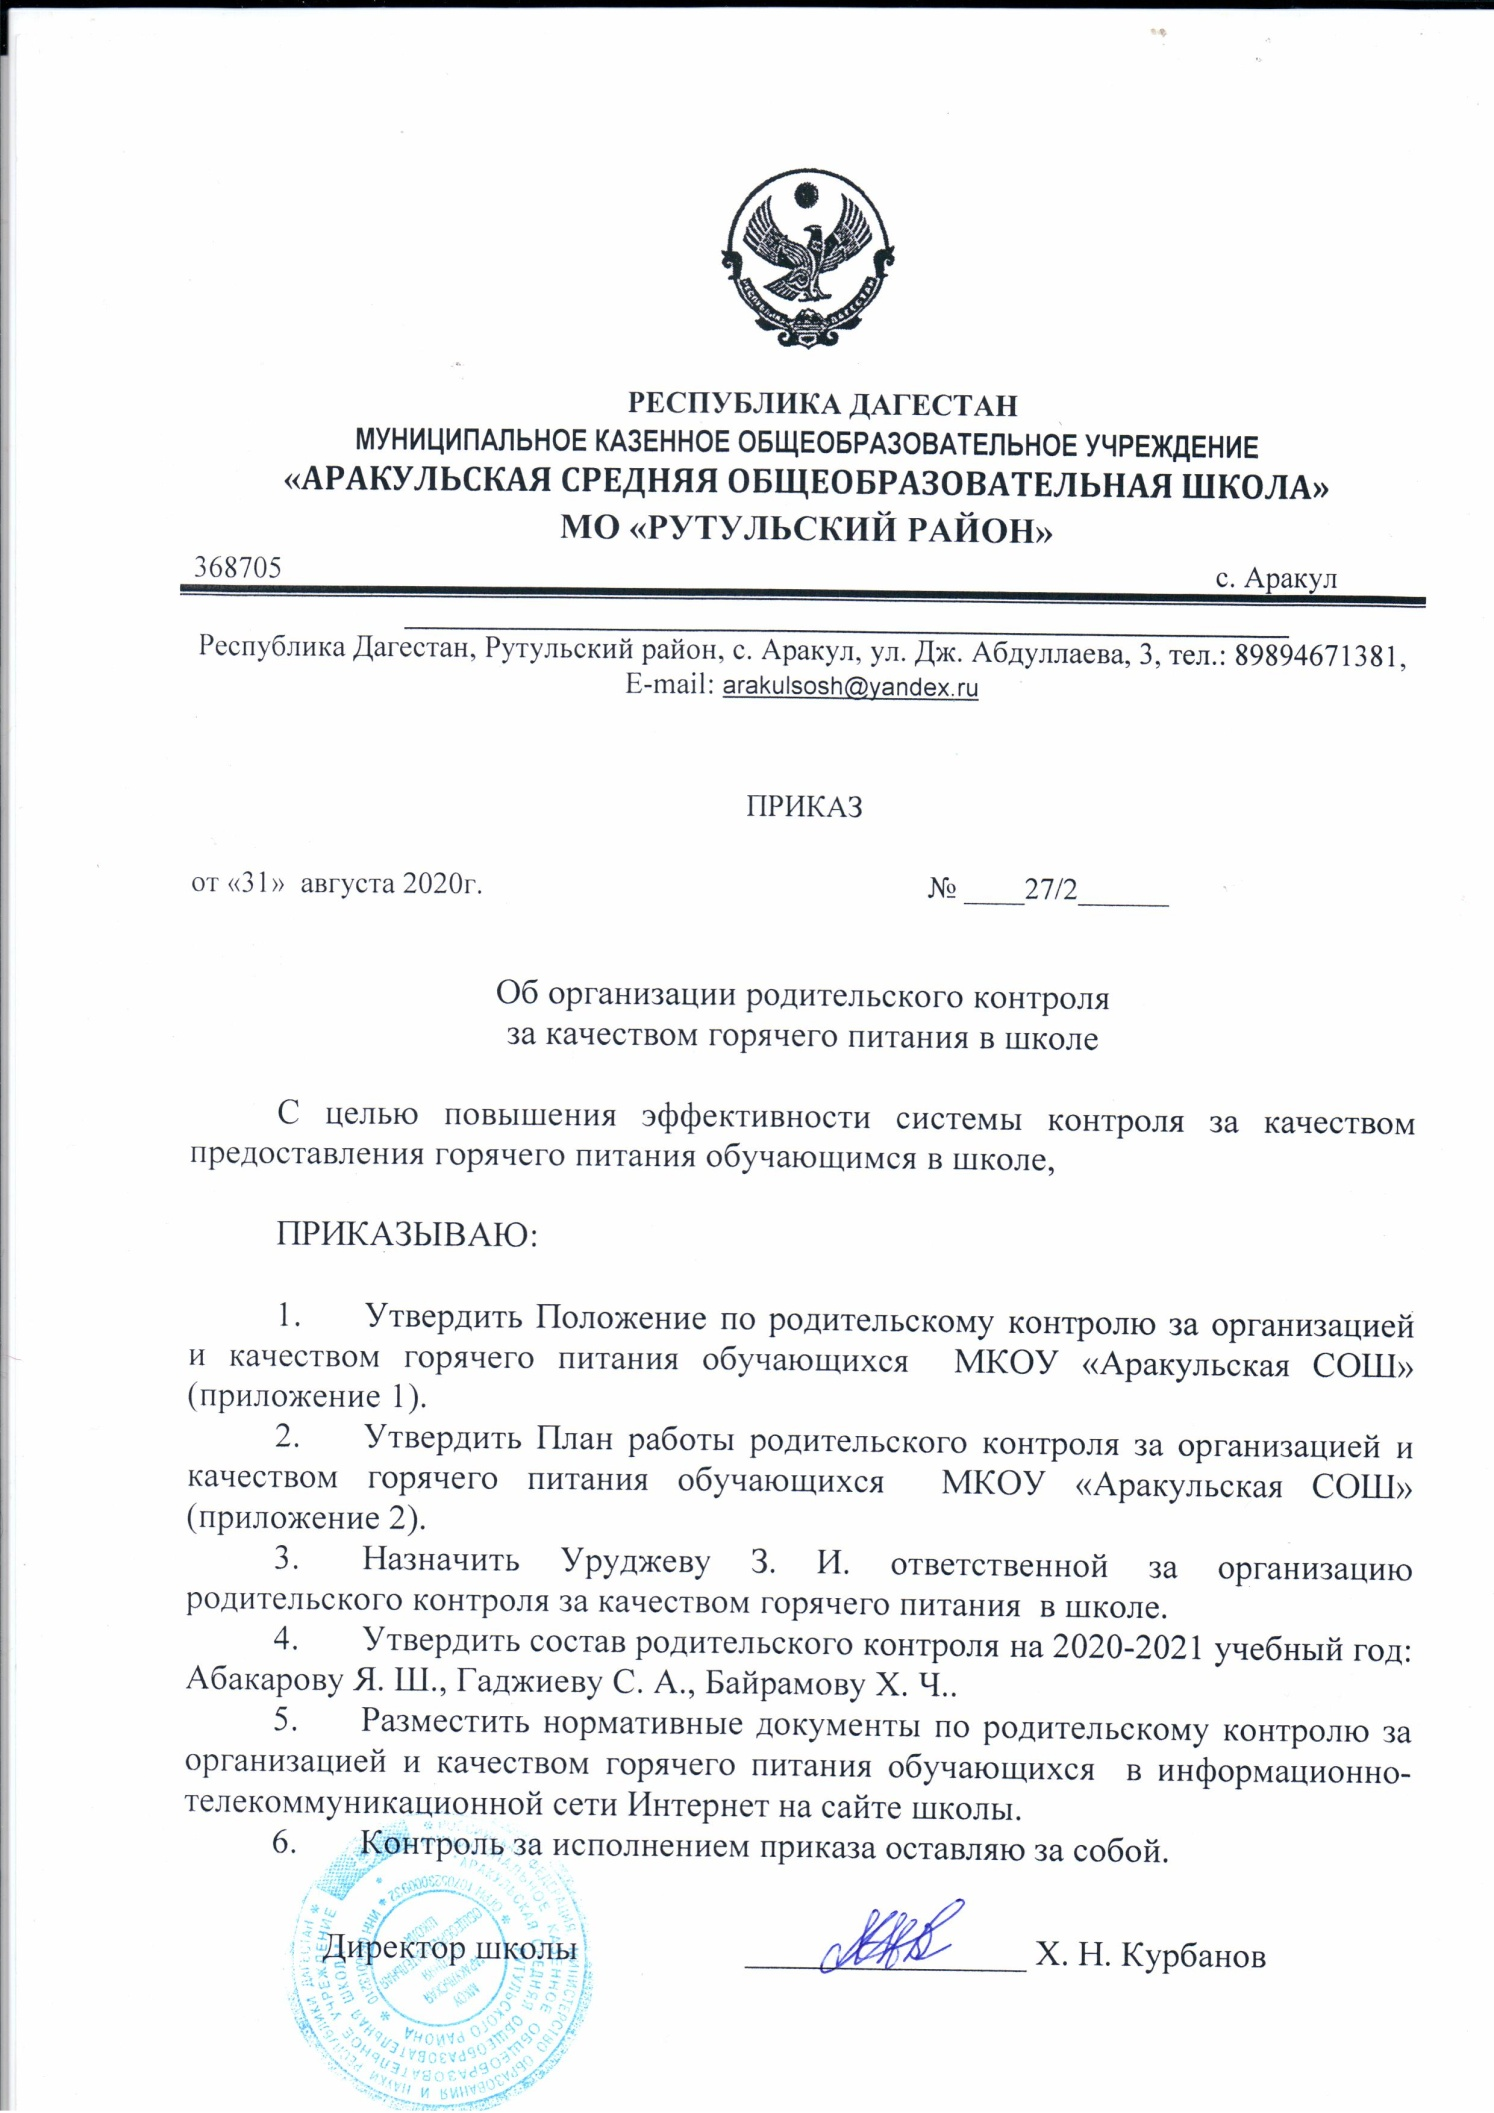 РЕСПУБЛИКА ДАГЕСТАН
РЕСПУБЛИКА ДАГЕСТАН
МУНИЦИПАЛЬНОЕ КАЗЕННОЕ ОБЩЕОБРАЗОВАТЕЛЬНОЕ УЧРЕЖДЕНИЕ
«АРАКУЛЬСКАЯ СРЕДНЯЯ ОБЩЕОБРАЗОВАТЕЛЬНАЯ ШКОЛА»
МО «РУТУЛЬСКИЙ РАЙОН»
368705 с. Аракул
Республика Дагестан, Рутульский район, с. Аракул, ул. Дж. Абдуллаева, 3, тел.: 89894671381,
E-mail: arakulsosh@yandex.ru
ПРИКАЗ
от «31» августа 2020г. № ____27/2______
Об организации родительского контроля
за качеством горячего питания в школе
С целью повышения эффективности системы контроля за качеством
предоставления горячего питания обучающимся в школе,
ПРИКАЗЫВАЮ:
1. Утвердить Положение по родительскому контролю за организацией
и качеством горячего питания обучающихся МКОУ «Аракульская СОШ»
(приложение 1).
2. Утвердить План работы родительского контроля за организацией и
качеством горячего питания обучающихся МКОУ «Аракульская СОШ»
(приложение 2).
3. Назначить Уруджеву З. И. ответственной за организацию
родительского контроля за качеством горячего питания в школе.
4. Утвердить состав родительского контроля на 2020-2021 учебный год:
Абакарову Я. Ш., Гаджиеву С. А., Байрамову Х. Ч..
5. Разместить нормативные документы по родительскому контролю за
организацией и качеством горячего питания обучающихся в информационно-
телекоммуникационной сети Интернет на сайте школы.
6. Контроль за исполнением приказа оставляю за собой.
Директор школы ________________ Х. Н. Курбанов